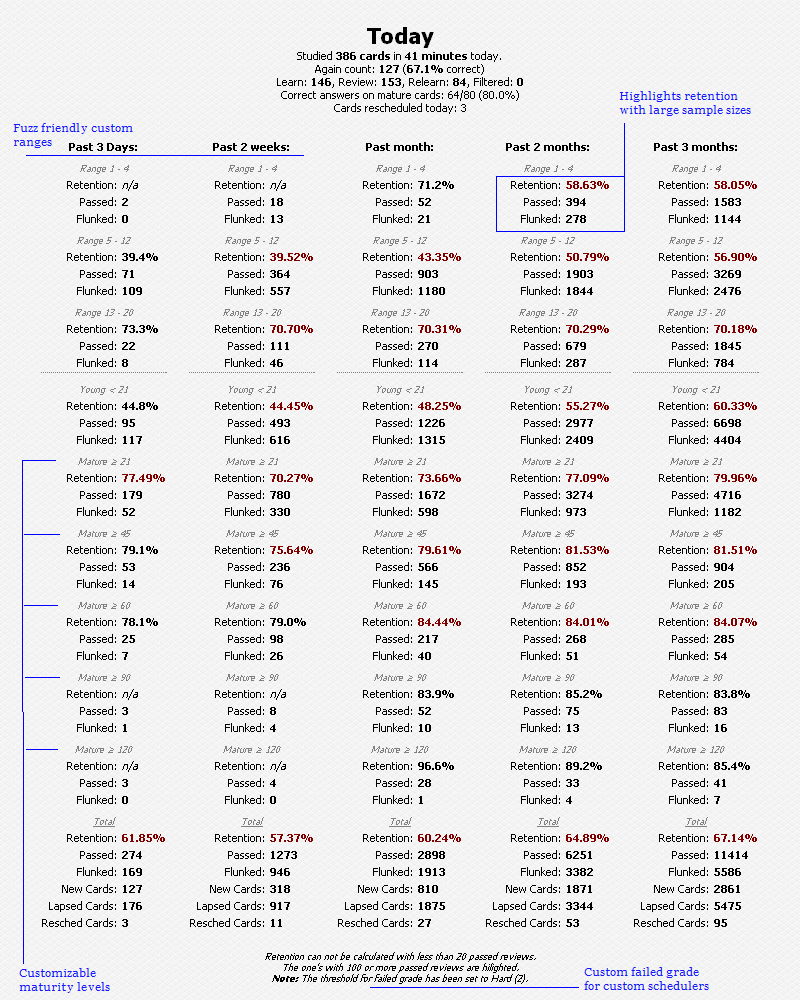 Today
Studied 386 cards in 41 minutes today.
Again count: 127 (67.1% correct)
Learn: 146, Review: 153, Relearn: 84, Filtered: 0
Correct answers on mature cards: 64/80 (80.0%)
Cards rescheduled today: 3
Highlights retention
with large sample sizes
Fuzz friendly custom
ranges
Past 3 Days: Past 2 weeks: Past month: Past 2 months: Past 3 months:
Range 1 - 4 Range 1 - 4 Range 1 - 4 Range 1 - 4 Range 1 - 4
Retention: n/a Retention: n/a Retention: 71.2% Retention: 58.63% Retention: 58.05%
Passed: 2 Passed: 18 Passed: 52 Passed: 394 Passed: 1583
Flunked: 0 Flunked: 13 Flunked: 21 Flunked: 278 Flunked: 1144
Range 5 - 12 Range 5 - 12 Range 5 - 12 Range 5 - 12 Range 5 - 12
Retention: 39.4% Retention: 39.52% Retention: 43.35% Retention: 50.79% Retention: 56.90%
Passed: 71 Passed: 364 Passed: 903 Passed: 1903 Passed: 3269
Flunked: 109 Flunked: 557 Flunked: 1180 Flunked: 1844 Flunked: 2476
Range 13 - 20 Range 13 - 20 Range 13 - 20 Range 13 - 20 Range 13 - 20
Retention: 73.3% Retention: 70.70% Retention: 70.31% Retention: 70.29% Retention: 70.18%
Passed: 22 Passed: 111 Passed: 270 Passed: 679 Passed: 1845
Flunked: 8 Flunked: 46 Flunked: 114 Flunked: 287 Flunked: 784
Young < 21 Young < 21 Young < 21 Young < 21 Young < 21
Retention: 44.8% Retention: 44.45% Retention: 48.25% Retention: 55.27% Retention: 60.33%
Passed: 95 Passed: 493 Passed: 1226 Passed: 2977 Passed: 6698
Flunked: 117 Flunked: 616 Flunked: 1315 Flunked: 2409 Flunked: 4404
Mature ≥ 21 Mature ≥ 21 Mature ≥ 21 Mature ≥ 21 Mature ≥ 21
Retention: 77.49% Retention: 70.27% Retention: 73.66% Retention: 77.09% Retention: 79.96%
Passed: 179 Passed: 780 Passed: 1672 Passed: 3274 Passed: 4716
Flunked: 52 Flunked: 330 Flunked: 598 Flunked: 973 Flunked: 1182
Mature ≥ 45 Mature ≥ 45 Mature ≥ 45 Mature ≥ 45 Mature ≥ 45
Retention: 79.1% Retention: 75.64% Retention: 79.61% Retention: 81.53% Retention: 81.51%
Passed: 53 Passed: 236 Passed: 566 Passed: 852 Passed: 904
Flunked: 14 Flunked: 76 Flunked: 145 Flunked: 193 Flunked: 205
Mature ≥ 60 Mature ≥ 60 Mature ≥ 60 Mature ≥ 60 Mature ≥ 60
Retention: 78.1% Retention: 79.0% Retention: 84.44% Retention: 84.01% Retention: 84.07%
Passed: 25 Passed: 98 Passed: 217 Passed: 268 Passed: 285
Flunked: 7 Flunked: 26 Flunked: 40 Flunked: 51 Flunked: 54
Mature ≥ 90 Mature ≥ 90 Mature ≥ 90 Mature ≥ 90 Mature ≥ 90
Retention: n/a Retention: n/a Retention: 83.9% Retention: 85.2% Retention: 83.8%
Passed: 3 Passed: 8 Passed: 52 Passed: 75 Passed: 83
Flunked: 1 Flunked: 4 Flunked: 10 Flunked: 13 Flunked: 16
Mature ≥ 120 Mature ≥ 120 Mature ≥ 120 Mature ≥ 120 Mature ≥ 120
Retention: n/a Retention: n/a Retention: 96.6% Retention: 89.2% Retention: 85.4%
Passed: 3 Passed: 4 Passed: 28 Passed: 33 Passed: 41
Flunked: 0 Flunked: 0 Flunked: 1 Flunked: 4 Flunked: 7
Total Total Total Total Total
Retention: 61.85% Retention: 57.37% Retention: 60.24% Retention: 64.89% Retention: 67.14%
Passed: 274 Passed: 1273 Passed: 2898 Passed: 6251 Passed: 11414
Flunked: 169 Flunked: 946 Flunked: 1913 Flunked: 3382 Flunked: 5586
New Cards: 127 New Cards: 318 New Cards: 810 New Cards: 1871 New Cards: 2861
Lapsed Cards: 176 Lapsed Cards: 917 Lapsed Cards: 1875 Lapsed Cards: 3344 Lapsed Cards: 5475
Resched Cards: 3 Resched Cards: 11 Resched Cards: 27 Resched Cards: 53 Resched Cards: 95
Retention can not be calculated with less than 20 passed reviews.
The one's with 100 or more passed reviews are hilighted.
Note: The threshold for failed grade has been set to Hard (2).
Customizable
maturity levels
Custom failed grade
for custom schedulers